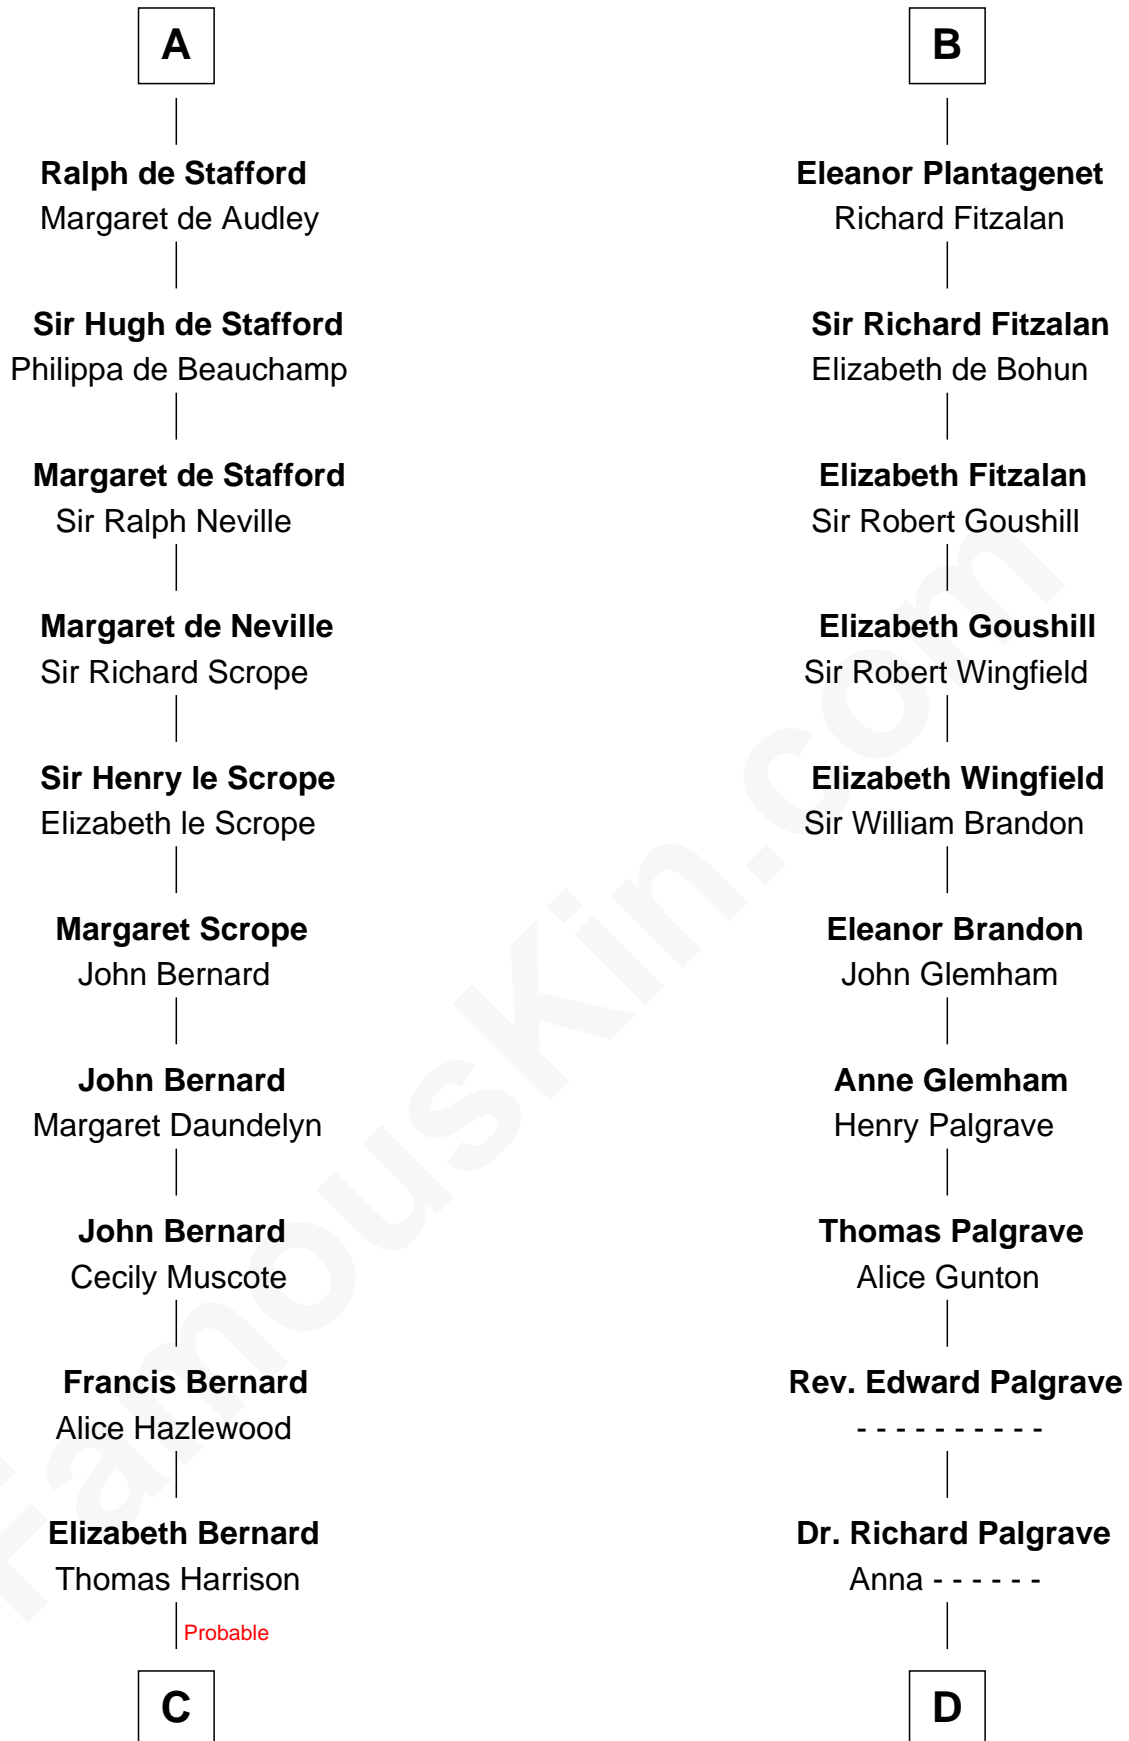 A
Ralph de Stafford
Margaret de Audley
Sir Hugh de Stafford
Philippa de Beauchamp
Margaret de Stafford
Sir Ralph Neville
Margaret de Neville
Sir Richard Scrope
Sir Henry le Scrope
Elizabeth le Scrope
Margaret Scrope
John Bernard
John Bernard
Margaret Daundelyn
John Bernard
Cecily Muscote
Francis Bernard
Alice Hazlewood
Elizabeth Bernard
Thomas Harrison
Probable
C
B
Eleanor Plantagenet
Richard Fitzalan
Sir Richard Fitzalan
Elizabeth de Bohun
Elizabeth Fitzalan
Sir Robert Goushill
Elizabeth Goushill
Sir Robert Wingfield
Elizabeth Wingfield
Sir William Brandon
Eleanor Brandon
John Glemham
Anne Glemham
Henry Palgrave
Thomas Palgrave
Alice Gunton
Rev. Edward Palgrave
- - - - - - - - - -
Dr. Richard Palgrave
Anna - - - - - -
D
FamousKin.com